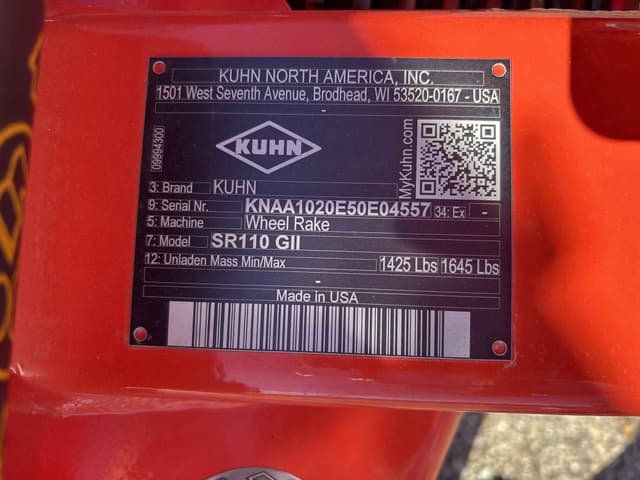 KUHN NORTH AMERICA, INC.
1501 West Seventh Avenue, Brodhead, WI 53520-0167 - USA
-
09994300
KUHN
MyKuhn.com
3: Brand KUHN
9: Serial Nr. KNAA1020E50E04557 34: Ex -
5: Machine Wheel Rake
7: Model SR110 GII
12: Unladen Mass Min/Max 1425 Lbs 1645 Lbs
-
Made in USA